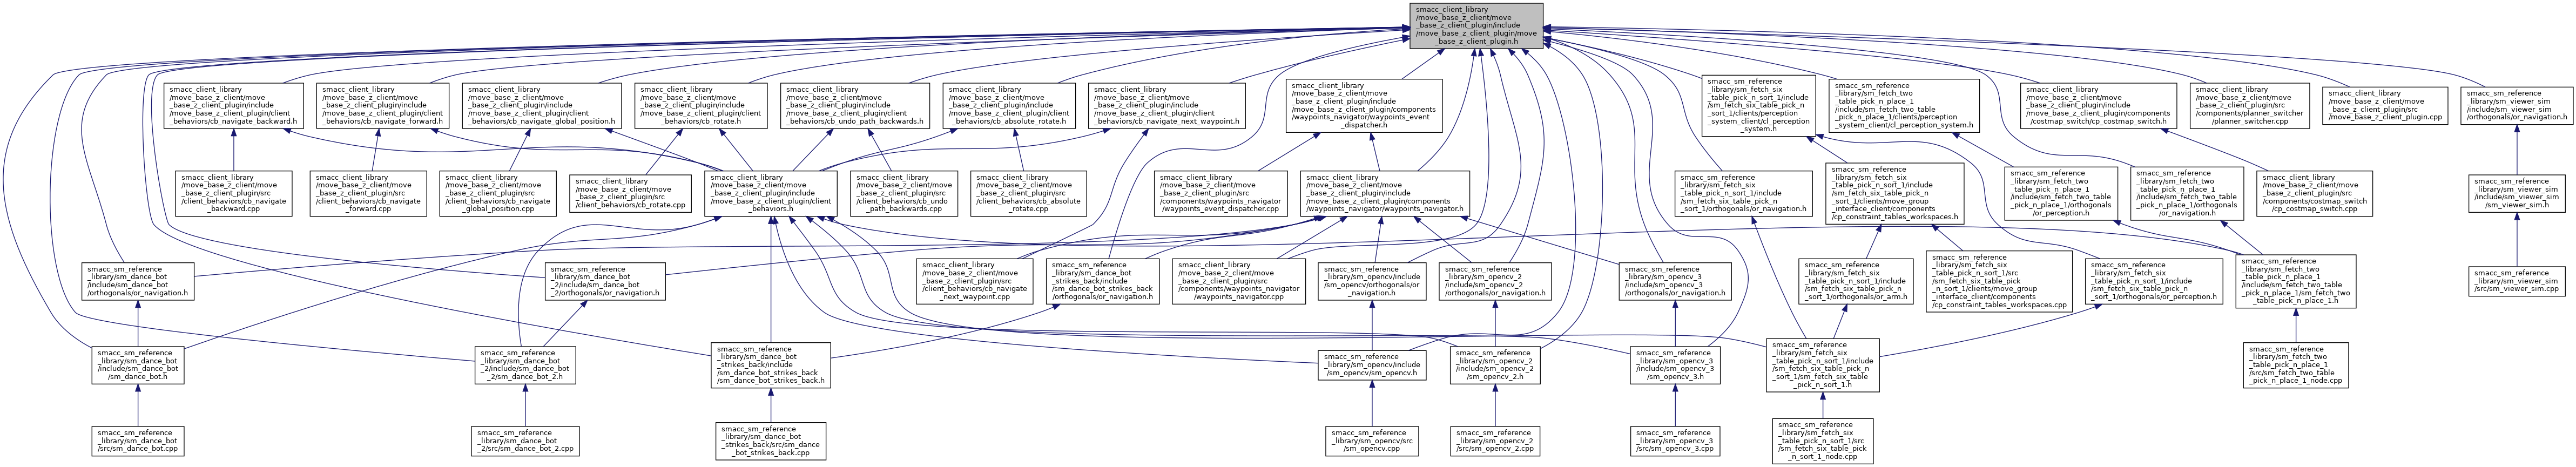 smacc_client_library
/move_base_z_client/move
_base_z_client_plugin/include
/move_base_z_client_plugin/move
_base_z_client_plugin.h
smacc_client_library
/move_base_z_client/move
_base_z_client_plugin/include
/move_base_z_client_plugin/client
_behaviors/cb_navigate_backward.h
smacc_client_library
/move_base_z_client/move
_base_z_client_plugin/include
/move_base_z_client_plugin/client
_behaviors/cb_navigate_forward.h
smacc_client_library
/move_base_z_client/move
_base_z_client_plugin/include
/move_base_z_client_plugin/client
_behaviors/cb_navigate_global_position.h
smacc_client_library
/move_base_z_client/move
_base_z_client_plugin/include
/move_base_z_client_plugin/client
_behaviors/cb_rotate.h
smacc_client_library
/move_base_z_client/move
_base_z_client_plugin/include
/move_base_z_client_plugin/client
_behaviors/cb_undo_path_backwards.h
smacc_client_library
/move_base_z_client/move
_base_z_client_plugin/include
/move_base_z_client_plugin/client
_behaviors/cb_absolute_rotate.h
smacc_client_library
/move_base_z_client/move
_base_z_client_plugin/include
/move_base_z_client_plugin/client
_behaviors/cb_navigate_next_waypoint.h
smacc_client_library
/move_base_z_client/move
_base_z_client_plugin/include
/move_base_z_client_plugin/components
/waypoints_navigator/waypoints_event
_dispatcher.h
smacc_sm_reference
_library/sm_fetch_six
_table_pick_n_sort_1/include
/sm_fetch_six_table_pick_n
_sort_1/clients/perception
_system_client/cl_perception
_system.h
smacc_sm_reference
_library/sm_fetch_two
_table_pick_n_place_1
/include/sm_fetch_two_table
_pick_n_place_1/clients/perception
_system_client/cl_perception_system.h
smacc_client_library
/move_base_z_client/move
_base_z_client_plugin/include
/move_base_z_client_plugin/components
/costmap_switch/cp_costmap_switch.h
smacc_client_library
/move_base_z_client/move
_base_z_client_plugin/src
/components/planner_switcher
/planner_switcher.cpp
smacc_client_library
/move_base_z_client/move
_base_z_client_plugin/src
/move_base_z_client_plugin.cpp
smacc_sm_reference
_library/sm_viewer_sim
/include/sm_viewer_sim
/orthogonals/or_navigation.h
smacc_client_library
/move_base_z_client/move
_base_z_client_plugin/src
/client_behaviors/cb_navigate
_backward.cpp
smacc_client_library
/move_base_z_client/move
_base_z_client_plugin/src
/client_behaviors/cb_navigate
_forward.cpp
smacc_client_library
/move_base_z_client/move
_base_z_client_plugin/src
/client_behaviors/cb_navigate
_global_position.cpp
smacc_client_library
/move_base_z_client/move
_base_z_client_plugin/src
/client_behaviors/cb_rotate.cpp
smacc_client_library
/move_base_z_client/move
_base_z_client_plugin/include
/move_base_z_client_plugin/client
_behaviors.h
smacc_client_library
/move_base_z_client/move
_base_z_client_plugin/src
/client_behaviors/cb_undo
_path_backwards.cpp
smacc_client_library
/move_base_z_client/move
_base_z_client_plugin/src
/client_behaviors/cb_absolute
_rotate.cpp
smacc_client_library
/move_base_z_client/move
_base_z_client_plugin/src
/components/waypoints_navigator
/waypoints_event_dispatcher.cpp
smacc_client_library
/move_base_z_client/move
_base_z_client_plugin/include
/move_base_z_client_plugin/components
/waypoints_navigator/waypoints_navigator.h
smacc_sm_reference
_library/sm_fetch_six
_table_pick_n_sort_1/include
/sm_fetch_six_table_pick_n
_sort_1/orthogonals/or_navigation.h
smacc_sm_reference
_library/sm_fetch_six
_table_pick_n_sort_1/include
/sm_fetch_six_table_pick_n
_sort_1/clients/move_group
_interface_client/components
/cp_constraint_tables_workspaces.h
smacc_sm_reference
_library/sm_fetch_two
_table_pick_n_place_1
/include/sm_fetch_two_table
_pick_n_place_1/orthogonals
/or_perception.h
smacc_sm_reference
_library/sm_fetch_two
_table_pick_n_place_1
/include/sm_fetch_two_table
_pick_n_place_1/orthogonals
/or_navigation.h
smacc_client_library
/move_base_z_client/move
_base_z_client_plugin/src
/components/costmap_switch
/cp_costmap_switch.cpp
smacc_sm_reference
_library/sm_viewer_sim
/include/sm_viewer_sim
/sm_viewer_sim.h
smacc_sm_reference
_library/sm_dance_bot
/include/sm_dance_bot
/orthogonals/or_navigation.h
smacc_sm_reference
_library/sm_dance_bot
_2/include/sm_dance_bot
_2/orthogonals/or_navigation.h
smacc_client_library
/move_base_z_client/move
_base_z_client_plugin/src
/client_behaviors/cb_navigate
_next_waypoint.cpp
smacc_sm_reference
_library/sm_dance_bot
_strikes_back/include
/sm_dance_bot_strikes_back
/orthogonals/or_navigation.h
smacc_client_library
/move_base_z_client/move
_base_z_client_plugin/src
/components/waypoints_navigator
/waypoints_navigator.cpp
smacc_sm_reference
_library/sm_opencv/include
/sm_opencv/orthogonals/or
_navigation.h
smacc_sm_reference
_library/sm_opencv_2
/include/sm_opencv_2
/orthogonals/or_navigation.h
smacc_sm_reference
_library/sm_opencv_3
/include/sm_opencv_3
/orthogonals/or_navigation.h
smacc_sm_reference
_library/sm_fetch_six
_table_pick_n_sort_1/include
/sm_fetch_six_table_pick_n
_sort_1/orthogonals/or_arm.h
smacc_sm_reference
_library/sm_fetch_six
_table_pick_n_sort_1/src
/sm_fetch_six_table_pick
_n_sort_1/clients/move_group
_interface_client/components
/cp_constraint_tables_workspaces.cpp
smacc_sm_reference
_library/sm_fetch_six
_table_pick_n_sort_1/include
/sm_fetch_six_table_pick_n
_sort_1/orthogonals/or_perception.h
smacc_sm_reference
_library/sm_fetch_two
_table_pick_n_place_1
/include/sm_fetch_two_table
_pick_n_place_1/sm_fetch_two
_table_pick_n_place_1.h
smacc_sm_reference
_library/sm_viewer_sim
/src/sm_viewer_sim.cpp
smacc_sm_reference
_library/sm_dance_bot
/include/sm_dance_bot
/sm_dance_bot.h
smacc_sm_reference
_library/sm_dance_bot
_2/include/sm_dance_bot
_2/sm_dance_bot_2.h
smacc_sm_reference
_library/sm_dance_bot
_strikes_back/include
/sm_dance_bot_strikes_back
/sm_dance_bot_strikes_back.h
smacc_sm_reference
_library/sm_opencv/include
/sm_opencv/sm_opencv.h
smacc_sm_reference
_library/sm_opencv_2
/include/sm_opencv_2
/sm_opencv_2.h
smacc_sm_reference
_library/sm_opencv_3
/include/sm_opencv_3
/sm_opencv_3.h
smacc_sm_reference
_library/sm_fetch_six
_table_pick_n_sort_1/include
/sm_fetch_six_table_pick_n
_sort_1/sm_fetch_six_table
_pick_n_sort_1.h
smacc_sm_reference
_library/sm_fetch_two
_table_pick_n_place_1
/src/sm_fetch_two_table
_pick_n_place_1_node.cpp
smacc_sm_reference
_library/sm_dance_bot
/src/sm_dance_bot.cpp
smacc_sm_reference
_library/sm_dance_bot
_2/src/sm_dance_bot_2.cpp
smacc_sm_reference
_library/sm_dance_bot
_strikes_back/src/sm_dance
_bot_strikes_back.cpp
smacc_sm_reference
_library/sm_opencv/src
/sm_opencv.cpp
smacc_sm_reference
_library/sm_opencv_2
/src/sm_opencv_2.cpp
smacc_sm_reference
_library/sm_opencv_3
/src/sm_opencv_3.cpp
smacc_sm_reference
_library/sm_fetch_six
_table_pick_n_sort_1/src
/sm_fetch_six_table_pick
_n_sort_1_node.cpp